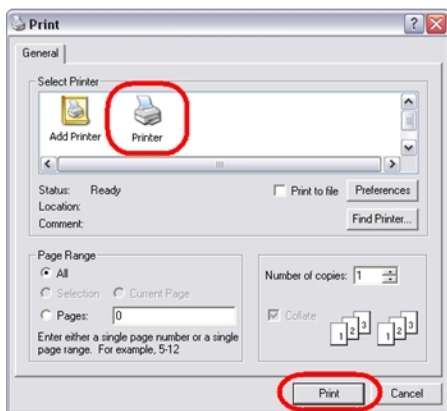 Print
General
Select Printer
Add Printer
Printer
Status: Ready
Print to file
Preferences
Location:
Comment:
Find Printer...
Page Range
All
Selection
Current Page
Pages: 0
Enter either a single page number or a single
page range. For example, 5-12
Number of copies: 1
Collate
1 2 3 1 2 3
Print
Cancel